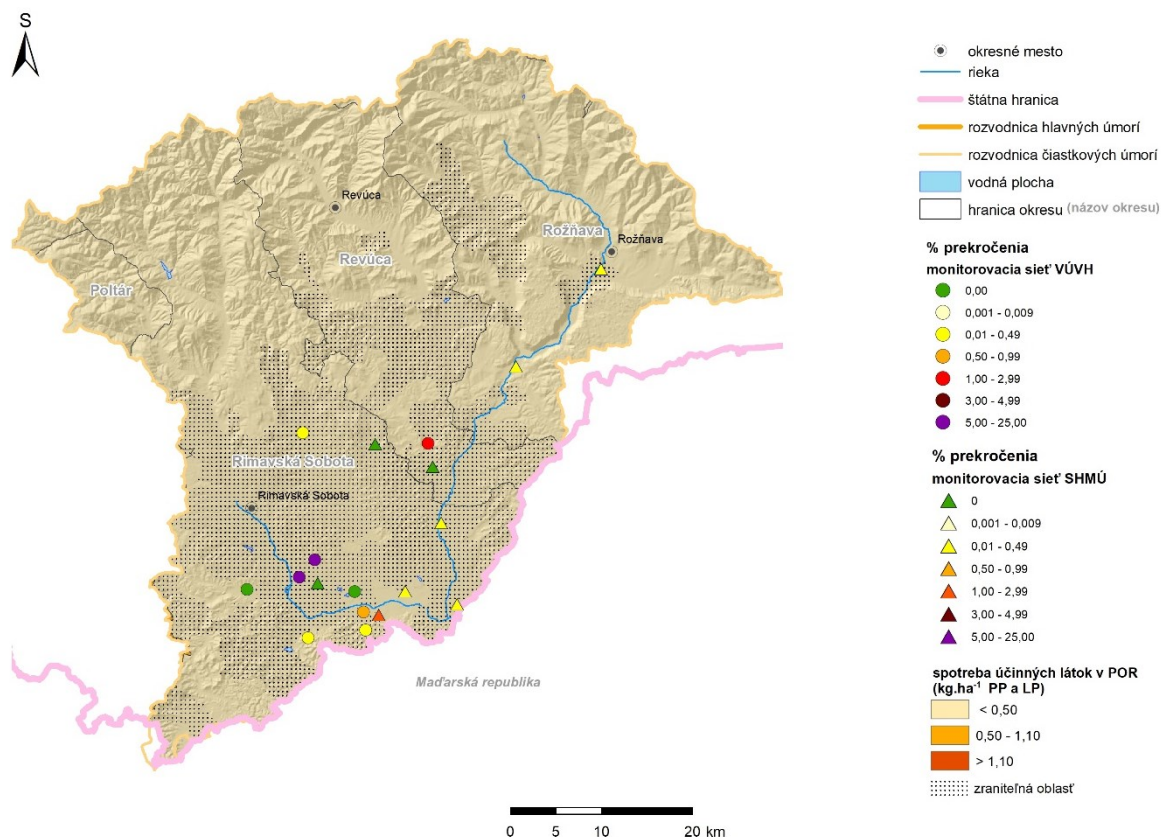 S
Revúca
Revúca
Rožňava
Rožňava
Poltár
Rimavská Sobota
Rimavská Sobota
Maďarská republika
0 5 10 20 km
okresné mesto
rieka
štátna hranica
rozvodnica hlavných úmorí
rozvodnica čiastkových úmorí
vodná plocha
hranica okresu (názov okresu)
% prekročenia
monitorovacia sieť VÚVH
0,00
0,001 - 0,009
0,01 - 0,49
0,50 - 0,99
1,00 - 2,99
3,00 - 4,99
5,00 - 25,00
% prekročenia
monitorovacia sieť SHMÚ
0
0,001 - 0,009
0,01 - 0,49
0,50 - 0,99
1,00 - 2,99
3,00 - 4,99
5,00 - 25,00
spotreba účinných látok v POR
(kg.ha⁻¹ PP a LP)
< 0,50
0,50 - 1,10
> 1,10
zraniteľná oblasť